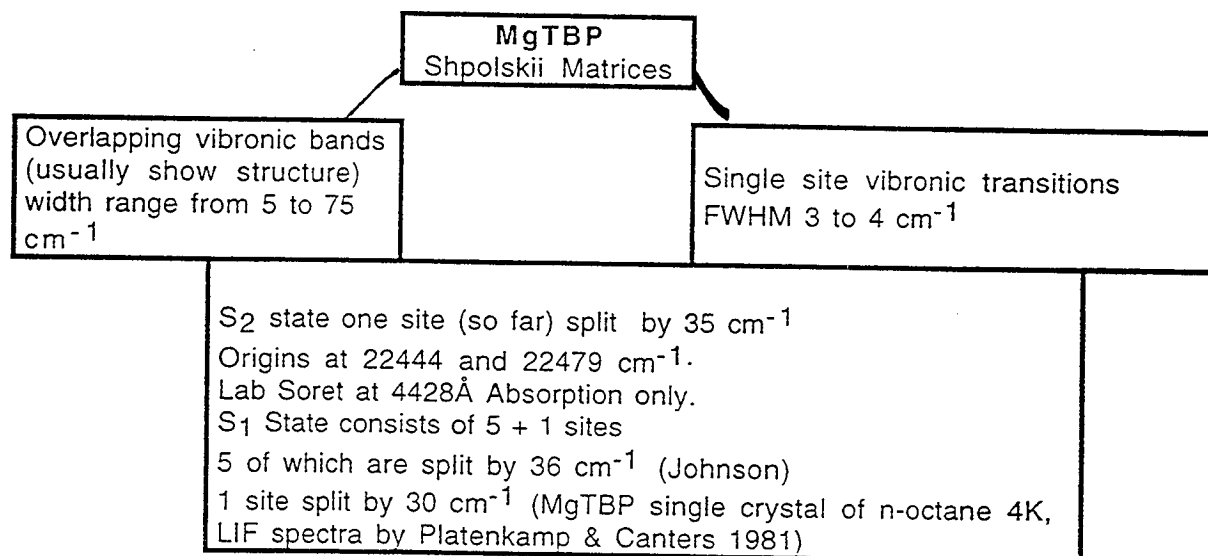 MgTBP
Shpolskii Matrices
Overlapping vibronic bands
(usually show structure)
width range from 5 to 75
cm-1
Single site vibronic transitions
FWHM 3 to 4 cm-1
S2 state one site (so far) split by 35 cm-1
Origins at 22444 and 22479 cm-1.
Lab Soret at 4428Å Absorption only.
S1 State consists of 5 + 1 sites
5 of which are split by 36 cm-1 (Johnson)
1 site split by 30 cm-1 (MgTBP single crystal of n-octane 4K,
LIF spectra by Platenkamp & Canters 1981)